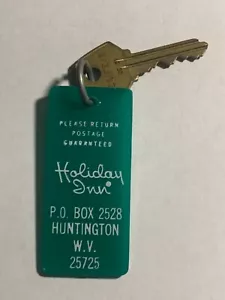 PLEASE RETURN
POSTAGE
GUARANTEED
Holiday
Inn®
P.O. BOX 2528
HUNTINGTON
W.V.
25725